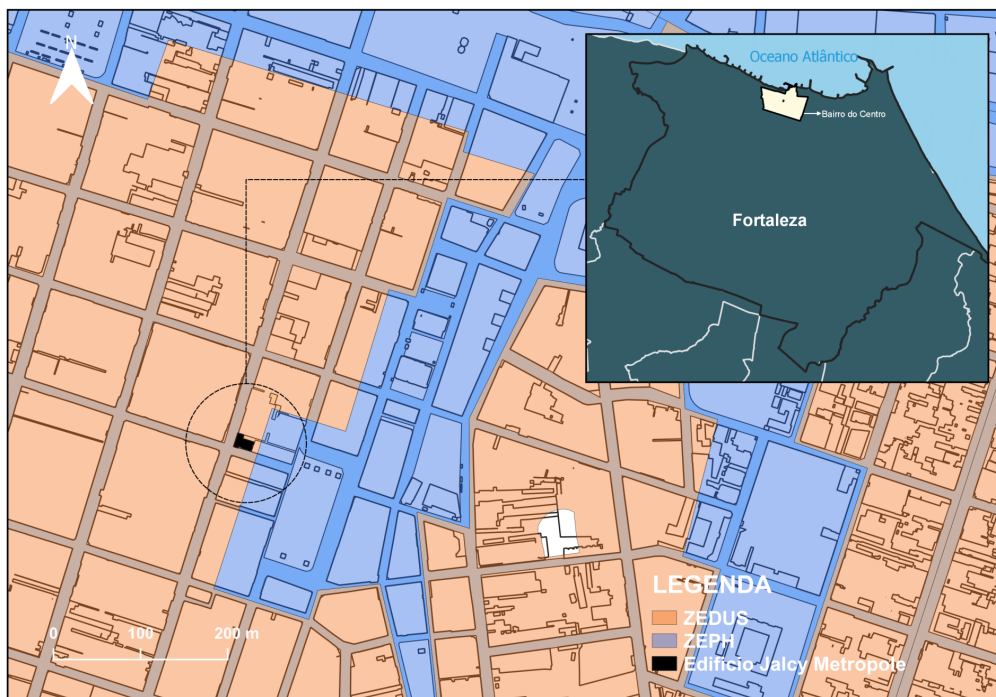 N
Oceano Atlântico
Bairro do Centro
Fortaleza
LEGENDA
ZEDUS
ZEPH
Edifício Jalcy Metropole
0 100 200 m